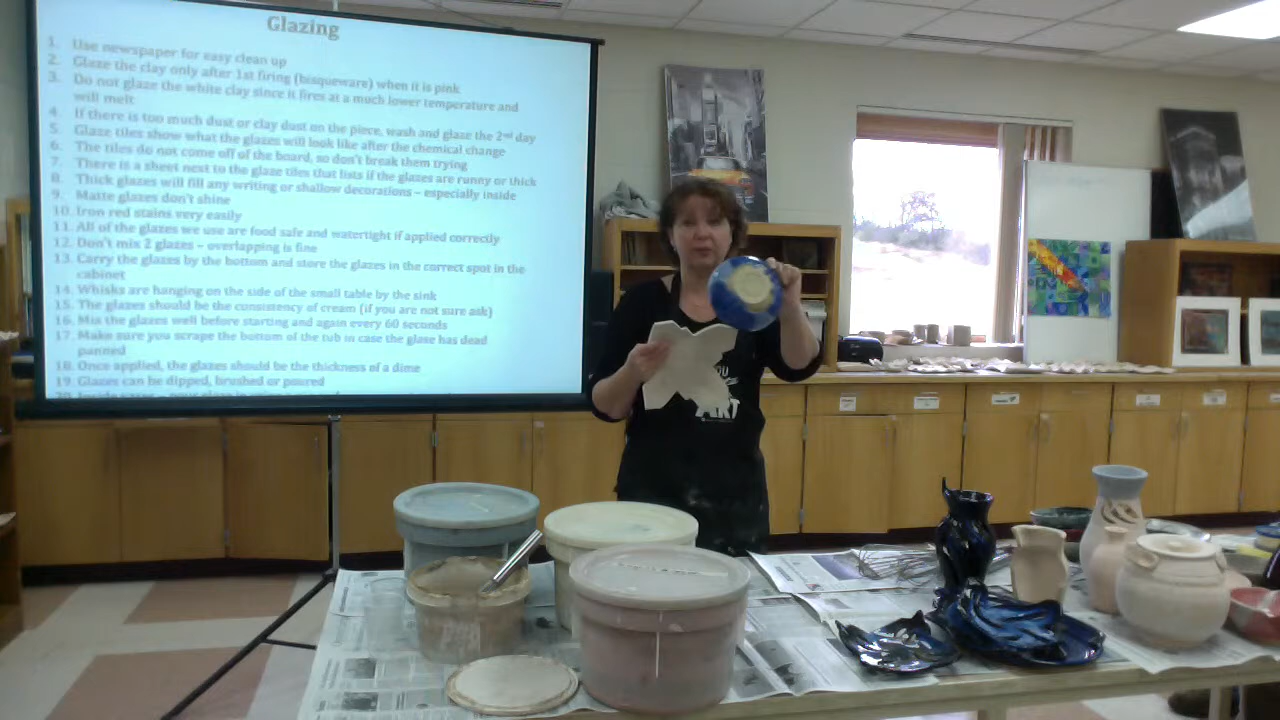 Glazing
1. Use newspaper for easy clean up
2. Glaze the clay only after 1st firing (bisqueware) when it is pink
3. Do not glaze the white clay since it fires at a much lower temperature and
will melt
4. If there is too much dust or clay dust on the piece, wash and glaze the 2nd day
5. Glaze tiles show what the glazes will look like after the chemical change
6. The tiles do not come off of the board, so don't break them trying
7. There is a sheet next to the glaze tiles that lists if the glazes are runny or thick
8. Thick glazes will fill any writing or shallow decorations – especially inside
9. Matte glazes don't shine
10. Iron red stains very easily
11. All of the glazes we use are food safe and watertight if applied correctly
12. Don't mix 2 glazes – overlapping is fine
13. Carry the glazes by the bottom and store the glazes in the correct spot in the
cabinet
14. Whisks are hanging on the side of the small table by the sink
15. The glazes should be the consistency of cream (if you are not sure ask)
16. Mix the glazes well before starting and again every 60 seconds
17. Make sure you scrape the bottom of the tub in case the glaze has dead
panned
18. Once applied, the glazes should be the thickness of a dime
19. Glazes can be dipped, brushed or poured